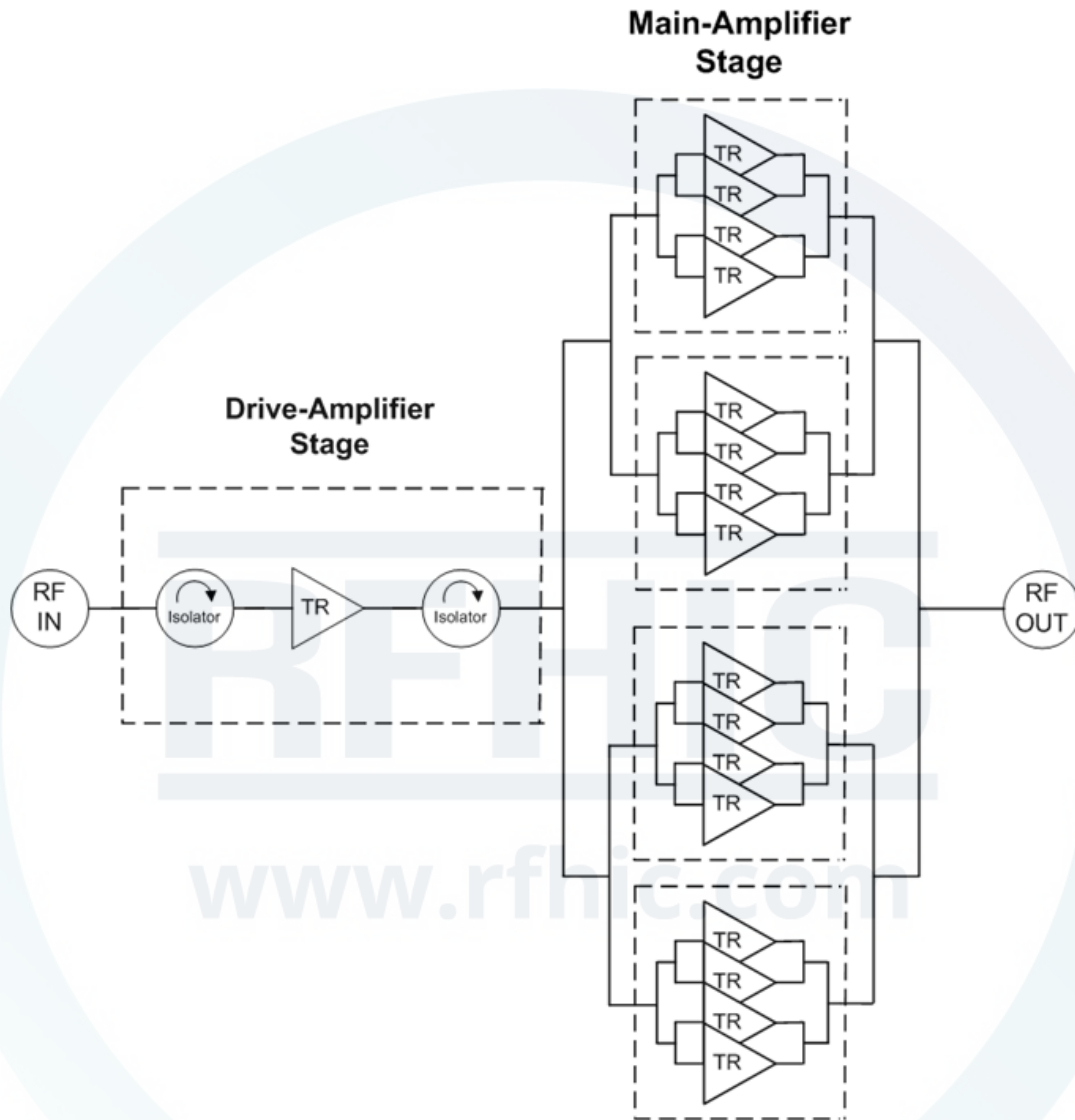 Main-Amplifier
Stage
TR
TR
TR
TR
TR
TR
TR
TR
Drive-Amplifier
Stage
RF
IN
Isolator
TR
Isolator
RF
OUT
TR
TR
TR
TR
TR
TR
TR
TR
RFHIC
www.rfhic.com